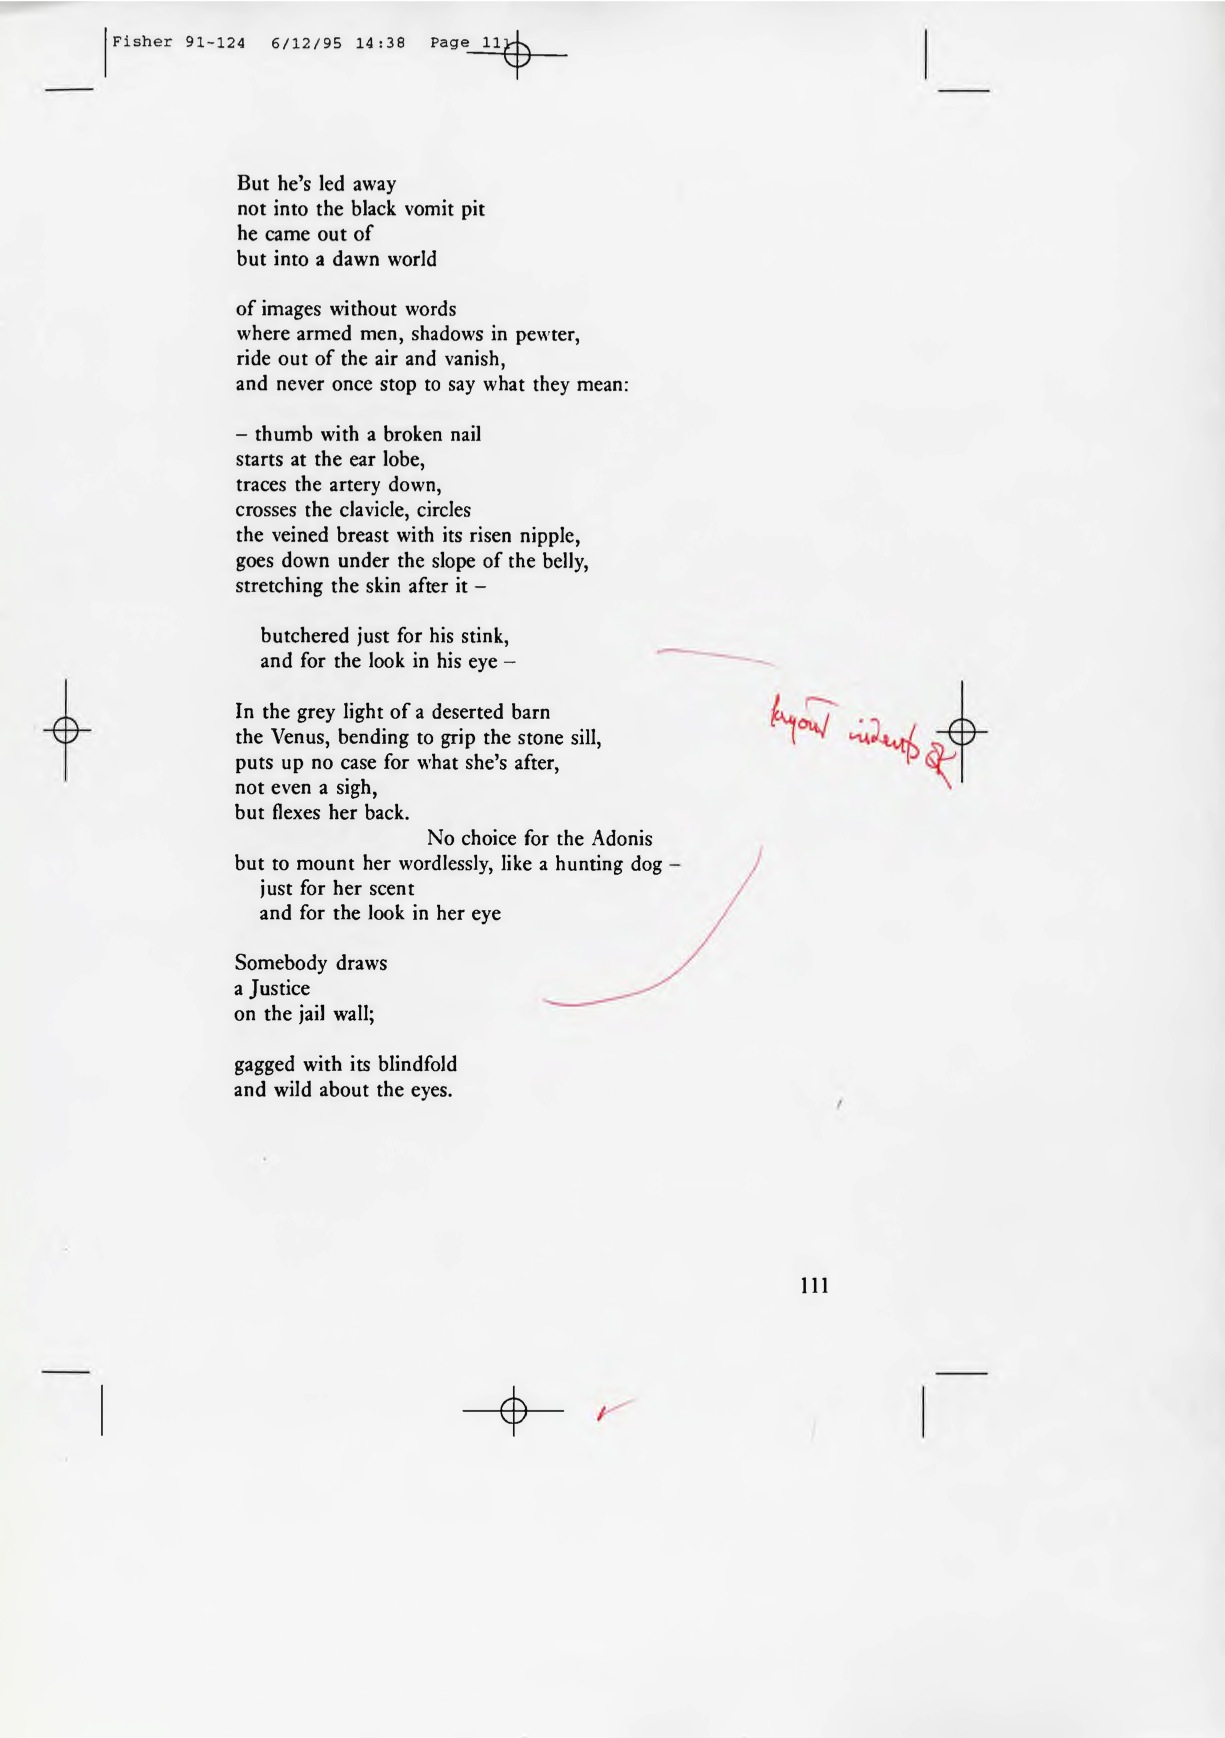 Fisher 91-124 6/12/95 14:38 Page 111
But he's led away
not into the black vomit pit
he came out of
but into a dawn world
of images without words
where armed men, shadows in pewter,
ride out of the air and vanish,
and never once stop to say what they mean:
– thumb with a broken nail
starts at the ear lobe,
traces the artery down,
crosses the clavicle, circles
the veined breast with its risen nipple,
goes down under the slope of the belly,
stretching the skin after it –
butchered just for his stink,
and for the look in his eye –
layout indents OK
In the grey light of a deserted barn
the Venus, bending to grip the stone sill,
puts up no case for what she's after,
not even a sigh,
but flexes her back.
No choice for the Adonis
but to mount her wordlessly, like a hunting dog –
just for her scent
and for the look in her eye
Somebody draws
a Justice
on the jail wall;
gagged with its blindfold
and wild about the eyes.
111